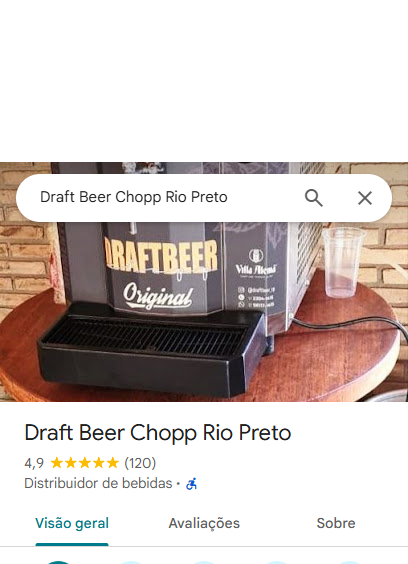 Draft Beer Chopp Rio Preto
DRAFTBEER
Original
Villa Alemã
Draft Beer Chopp Rio Preto
4,9 (120)
Distribuidor de bebidas ·
Visão geral
Avaliações
Sobre